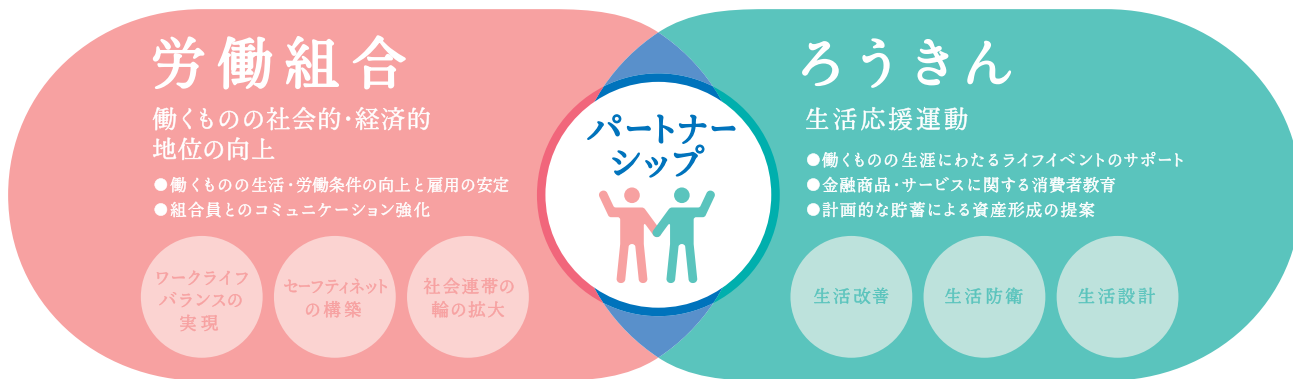 労働組合
働くものの社会的・経済的
地位の向上
●働くものの生活・労働条件の向上と雇用の安定
●組合員とのコミュニケーション強化
ワークライフ
バランスの
実現
セーフティネット
の構築
社会連帯の
輪の拡大
パートナー
シップ
ろうきん
生活応援運動
●働くものの生涯にわたるライフイベントのサポート
●金融商品・サービスに関する消費者教育
●計画的な貯蓄による資産形成の提案
生活改善
生活防衛
生活設計